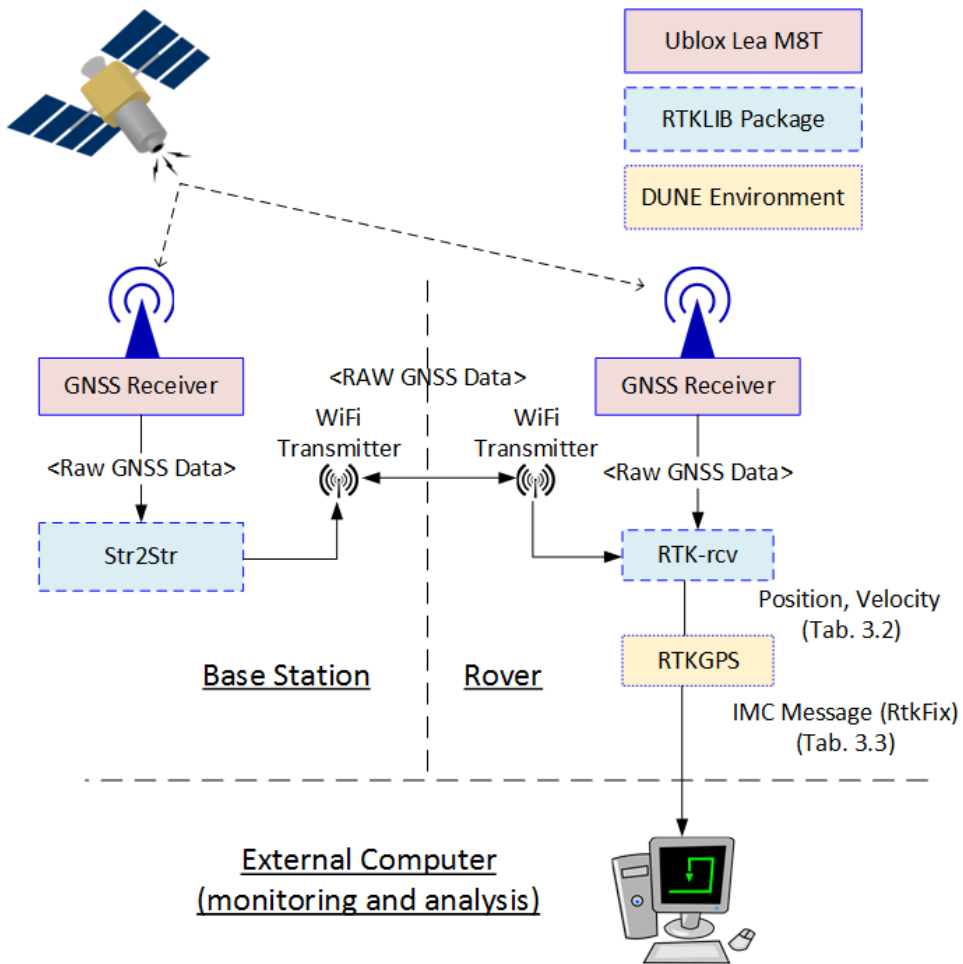 Ublox Lea M8T
RTKLIB Package
DUNE Environment
GNSS Receiver
<RAW GNSS Data>
GNSS Receiver
WiFi
Transmitter
WiFi
Transmitter
<Raw GNSS Data>
<Raw GNSS Data>
Str2Str
RTK-rcv
Position, Velocity
(Tab. 3.2)
Base Station
Rover
RTKGPS
IMC Message (RtkFix)
(Tab. 3.3)
External Computer
(monitoring and analysis)